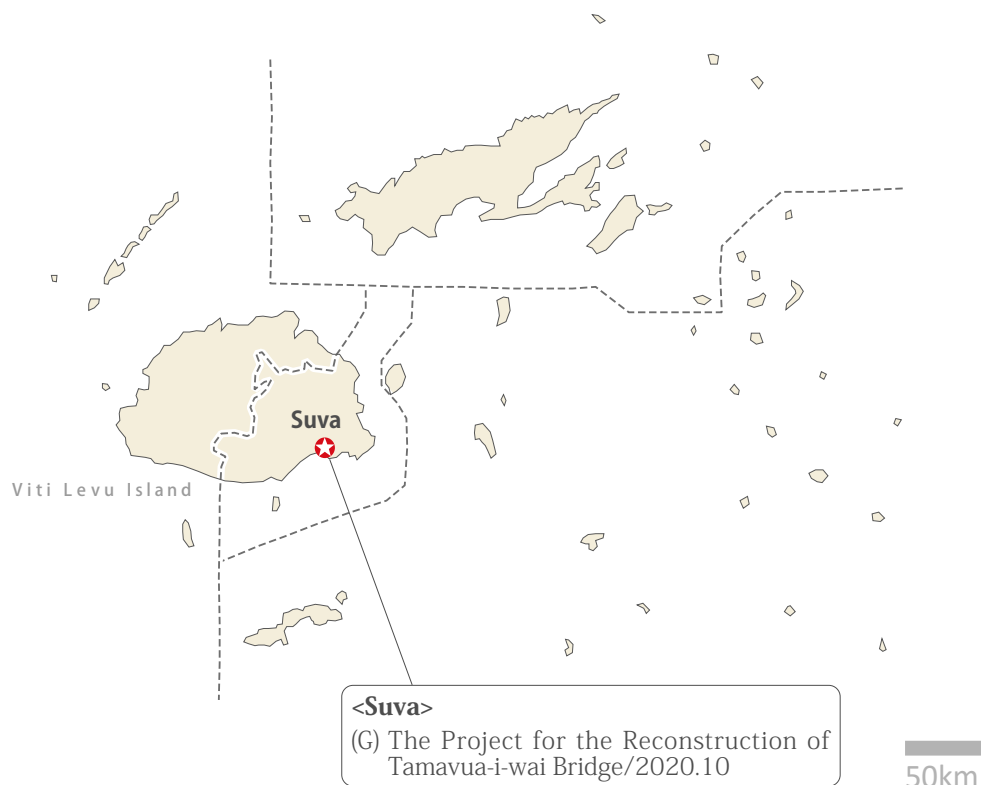 Suva
Viti Levu Island
<Suva>
(G) The Project for the Reconstruction of
Tamavua-i-wai Bridge/2020.10
50km